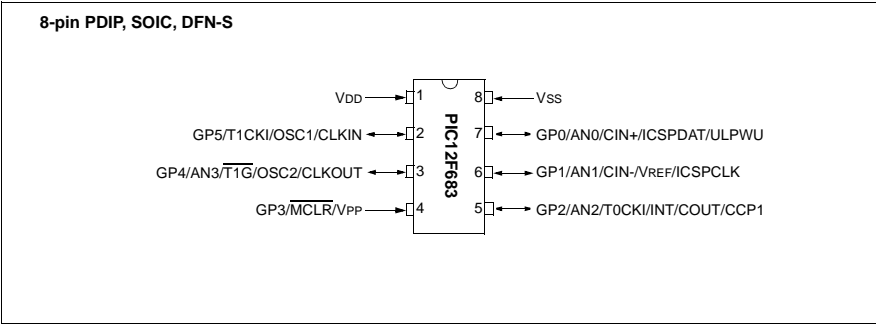 8-pin PDIP, SOIC, DFN-S
VDD 1 8 VSS
GP5/T1CKI/OSC1/CLKIN 2 7 GP0/AN0/CIN+/ICSPDAT/ULPWU
GP4/AN3/T1G/OSC2/CLKOUT 3 6 GP1/AN1/CIN-/VREF/ICSPCLK
GP3/MCLR/VPP 4 5 GP2/AN2/T0CKI/INT/COUT/CCP1
PIC12F683